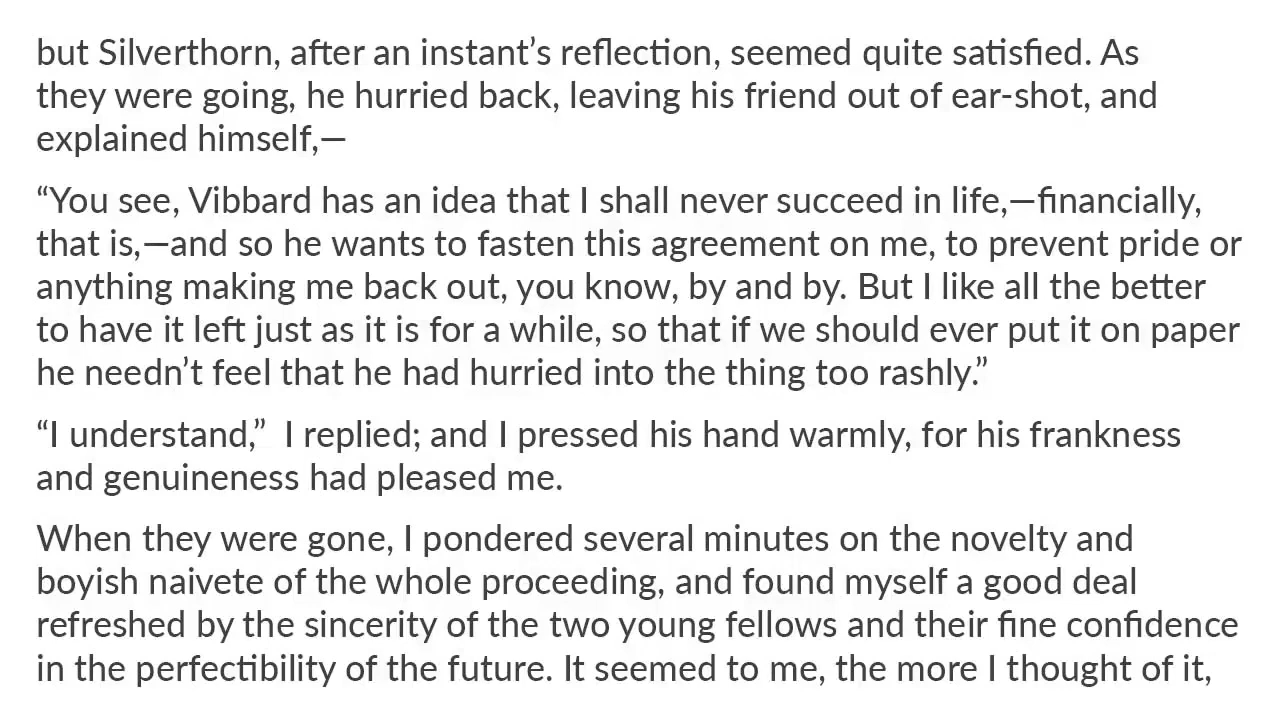 but Silverthorn, after an instant’s reflection, seemed quite satisfied. As
they were going, he hurried back, leaving his friend out of ear-shot, and
explained himself,—
“You see, Vibbard has an idea that I shall never succeed in life,—financially,
that is,—and so he wants to fasten this agreement on me, to prevent pride or
anything making me back out, you know, by and by. But I like all the better
to have it left just as it is for a while, so that if we should ever put it on paper
he needn’t feel that he had hurried into the thing too rashly.”
“I understand,”  I replied; and I pressed his hand warmly, for his frankness
and genuineness had pleased me.
When they were gone, I pondered several minutes on the novelty and
boyish naivete of the whole proceeding, and found myself a good deal
refreshed by the sincerity of the two young fellows and their fine confidence
in the perfectibility of the future. It seemed to me, the more I thought of it,